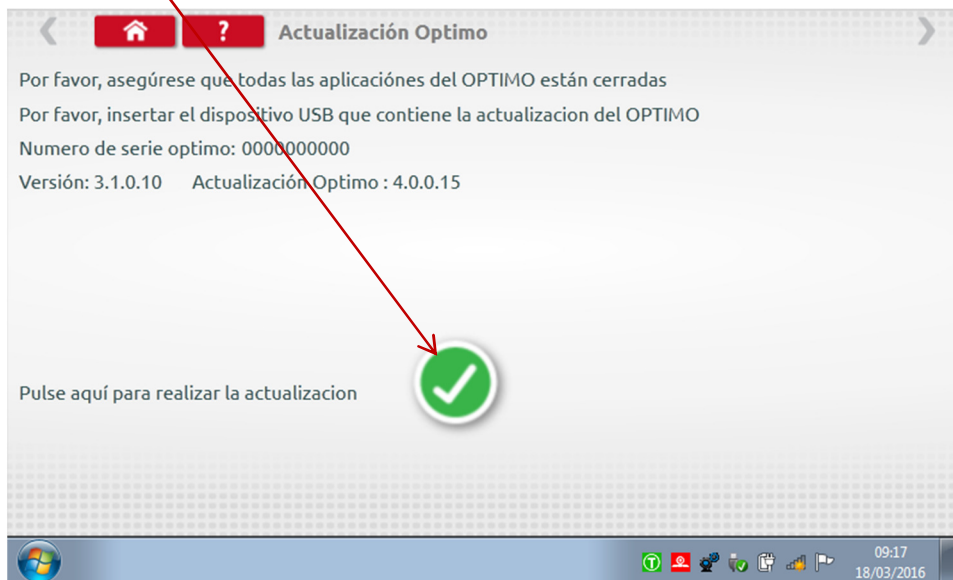 ? Actualización Optimo
Por favor, asegúrese que todas las aplicaciónes del OPTIMO están cerradas
Por favor, insertar el dispositivo USB que contiene la actualizacion del OPTIMO
Numero de serie optimo: 0000000000
Versión: 3.1.0.10 Actualización Optimo : 4.0.0.15
Pulse aquí para realizar la actualizacion
09:17
18/03/2016